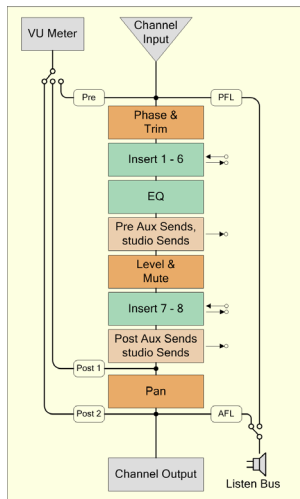 VU Meter
Channel
Input
Pre
PFL
Phase &
Trim
Insert 1 - 6
EQ
Pre Aux Sends,
studio Sends
Level &
Mute
Insert 7 - 8
Post Aux Sends
studio Sends
Post 1
Pan
Post 2
AFL
Channel Output
Listen Bus